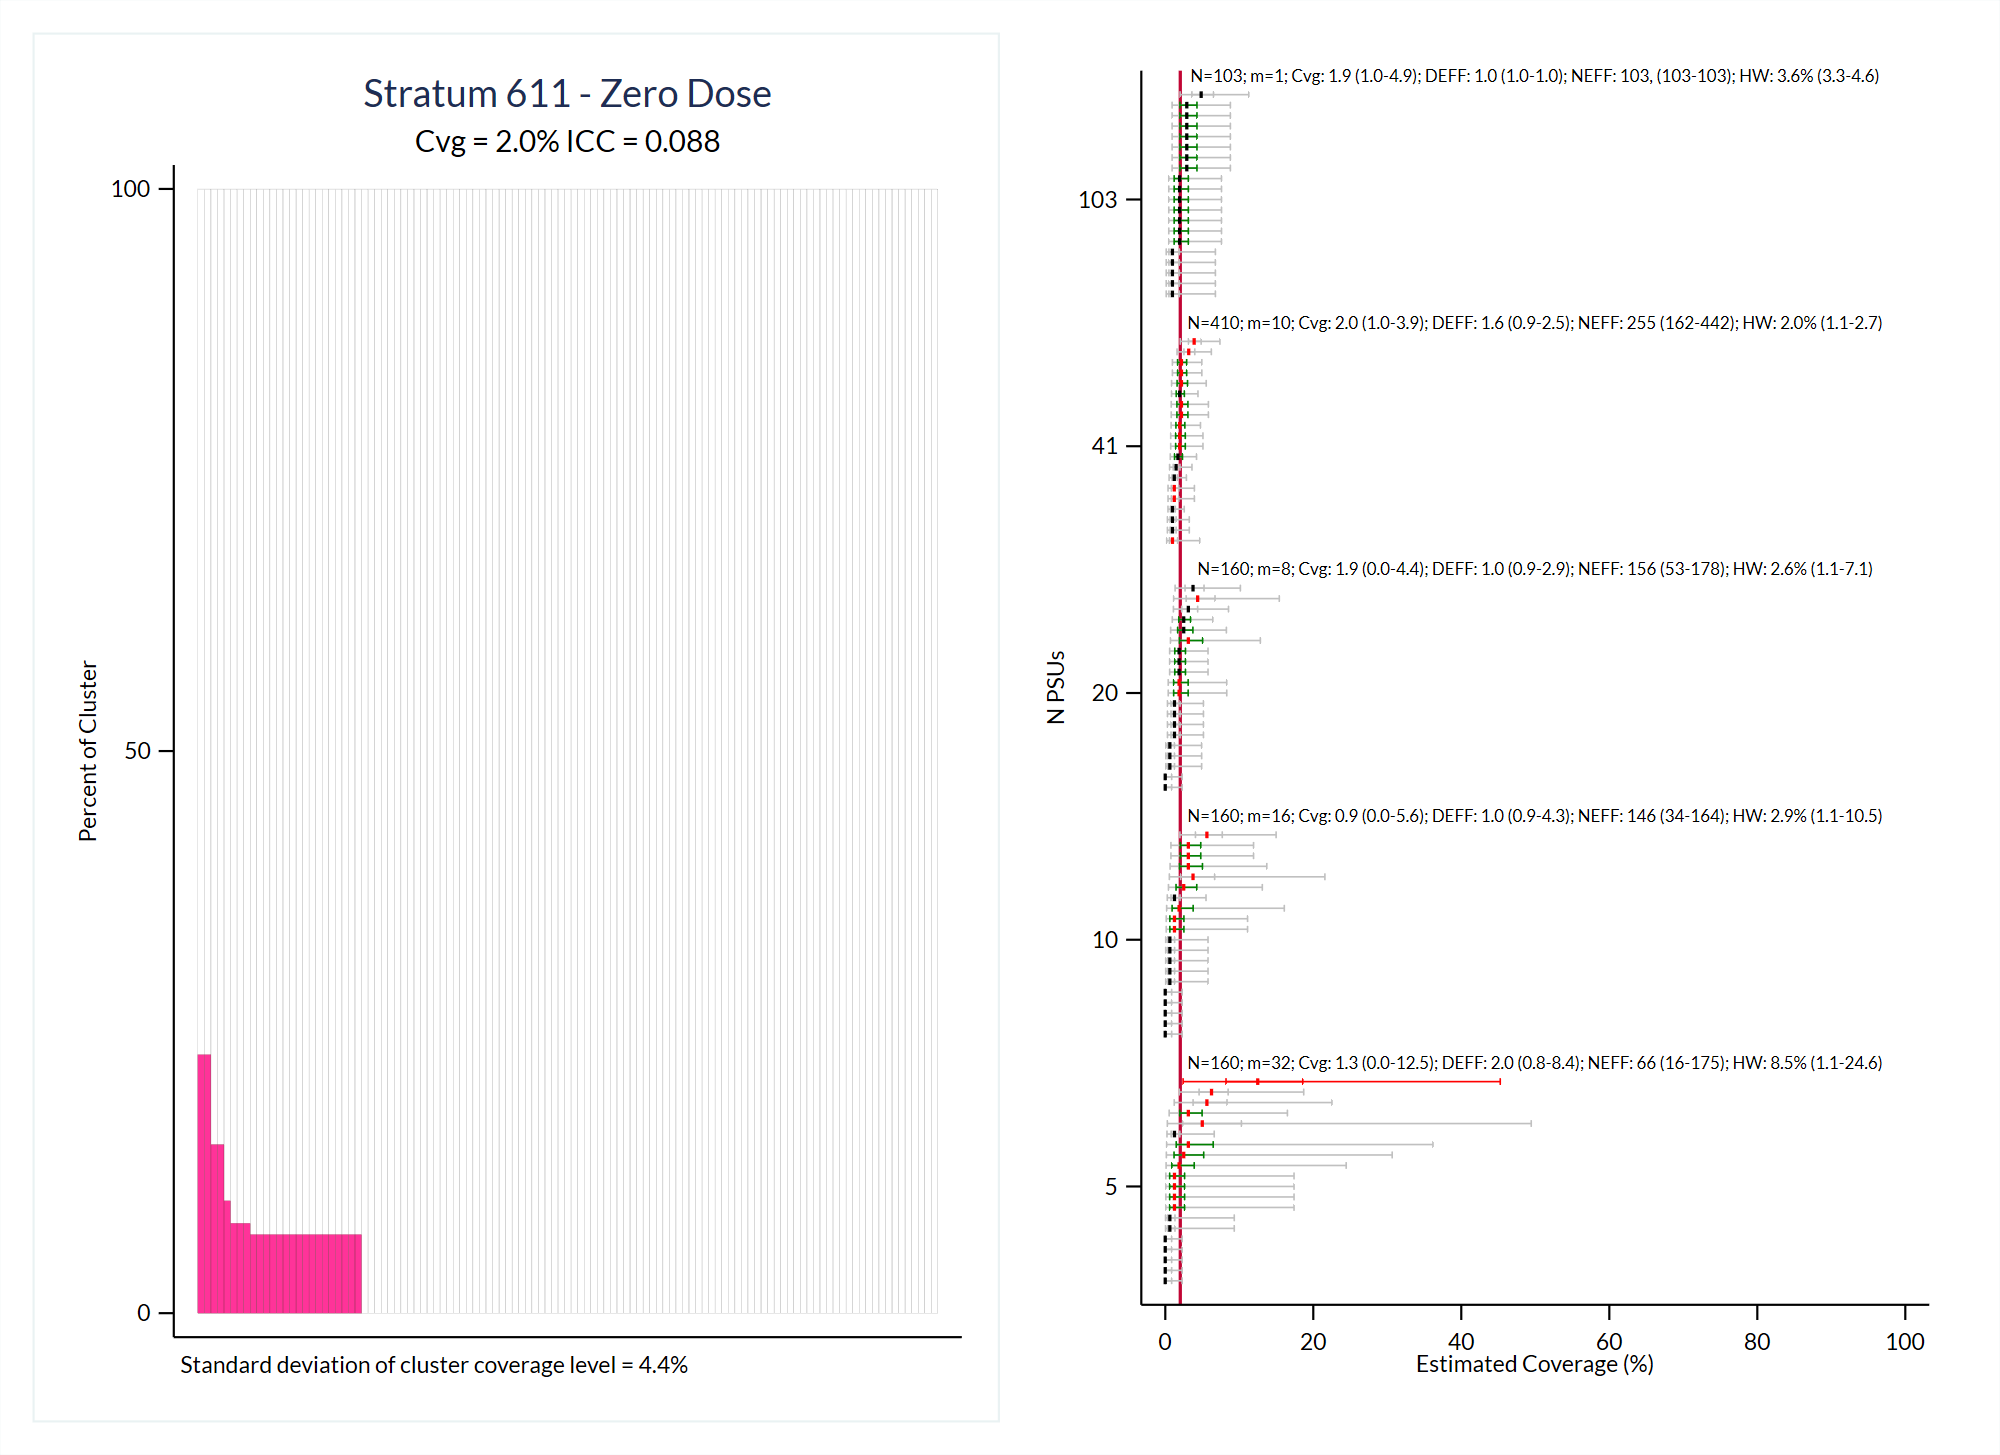 Stratum 611 - Zero Dose
Cvg = 2.0% ICC = 0.088
100
50
0
Percent of Cluster
Standard deviation of cluster coverage level = 4.4%
N=103; m=1; Cvg: 1.9 (1.0-4.9); DEFF: 1.0 (1.0-1.0); NEFF: 103, (103-103); HW: 3.6% (3.3-4.6)
103
N=410; m=10; Cvg: 2.0 (1.0-3.9); DEFF: 1.6 (0.9-2.5); NEFF: 255 (162-442); HW: 2.0% (1.1-2.7)
41
N=160; m=8; Cvg: 1.9 (0.0-4.4); DEFF: 1.0 (0.9-2.9); NEFF: 156 (53-178); HW: 2.6% (1.1-7.1)
20
N PSUs
N=160; m=16; Cvg: 0.9 (0.0-5.6); DEFF: 1.0 (0.9-4.3); NEFF: 146 (34-164); HW: 2.9% (1.1-10.5)
10
N=160; m=32; Cvg: 1.3 (0.0-12.5); DEFF: 2.0 (0.8-8.4); NEFF: 66 (16-175); HW: 8.5% (1.1-24.6)
5
0 20 40 60 80 100
Estimated Coverage (%)